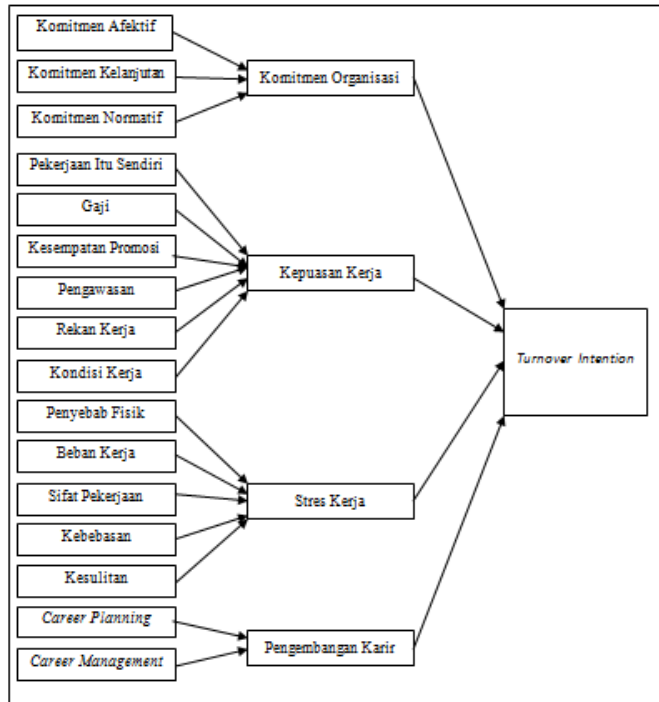 Komitmen Afektif
Komitmen Kelanjutan
Komitmen Normatif
Komitmen Organisasi
Pekerjaan Itu Sendiri
Gaji
Kesempatan Promosi
Pengawasan
Rekan Kerja
Kondisi Kerja
Kepuasan Kerja
Penyebab Fisik
Beban Kerja
Sifat Pekerjaan
Kebebasan
Kesulitan
Stres Kerja
Career Planning
Career Management
Pengembangan Karir
Turnover Intention